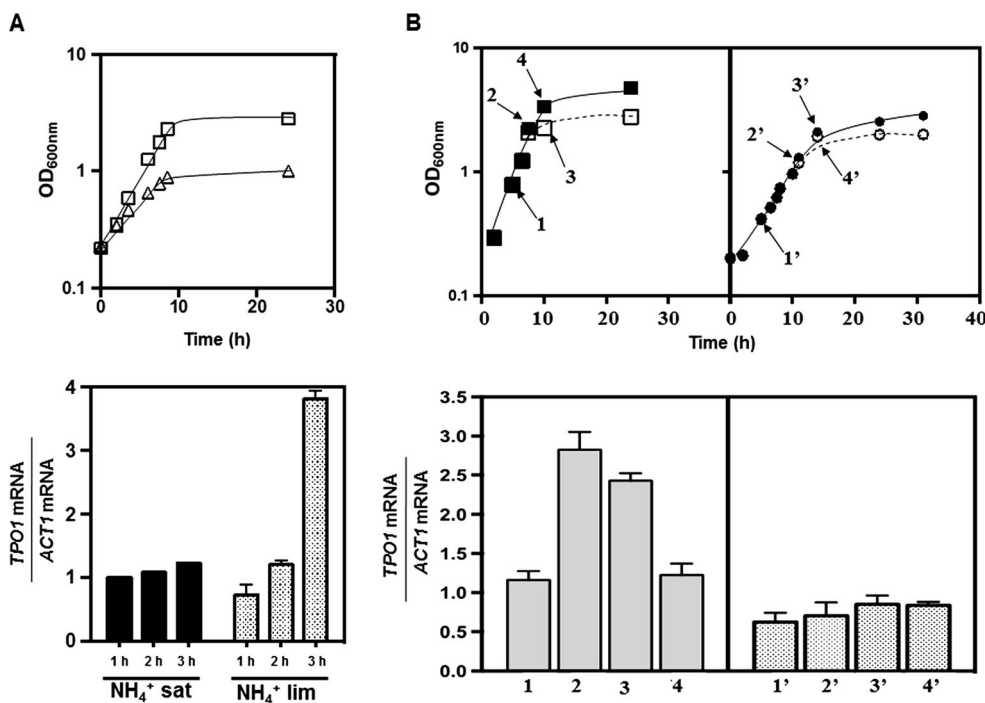 A
B
10
1
0.1
OD600nm
0 10 20 30
Time (h)
10
1
0.1
OD600nm
4
2
3
1
3’
2’
4’
1’
0 10 20 30 0 10 20 30 40
Time (h)
4
3
2
1
0
TPO1 mRNA
ACT1 mRNA
1 h 2 h 3 h 1 h 2 h 3 h
NH4+ sat NH4+ lim
3.5
3.0
2.5
2.0
1.5
1.0
0.5
0.0
TPO1 mRNA
ACT1 mRNA
1 2 3 4 1’ 2’ 3’ 4’